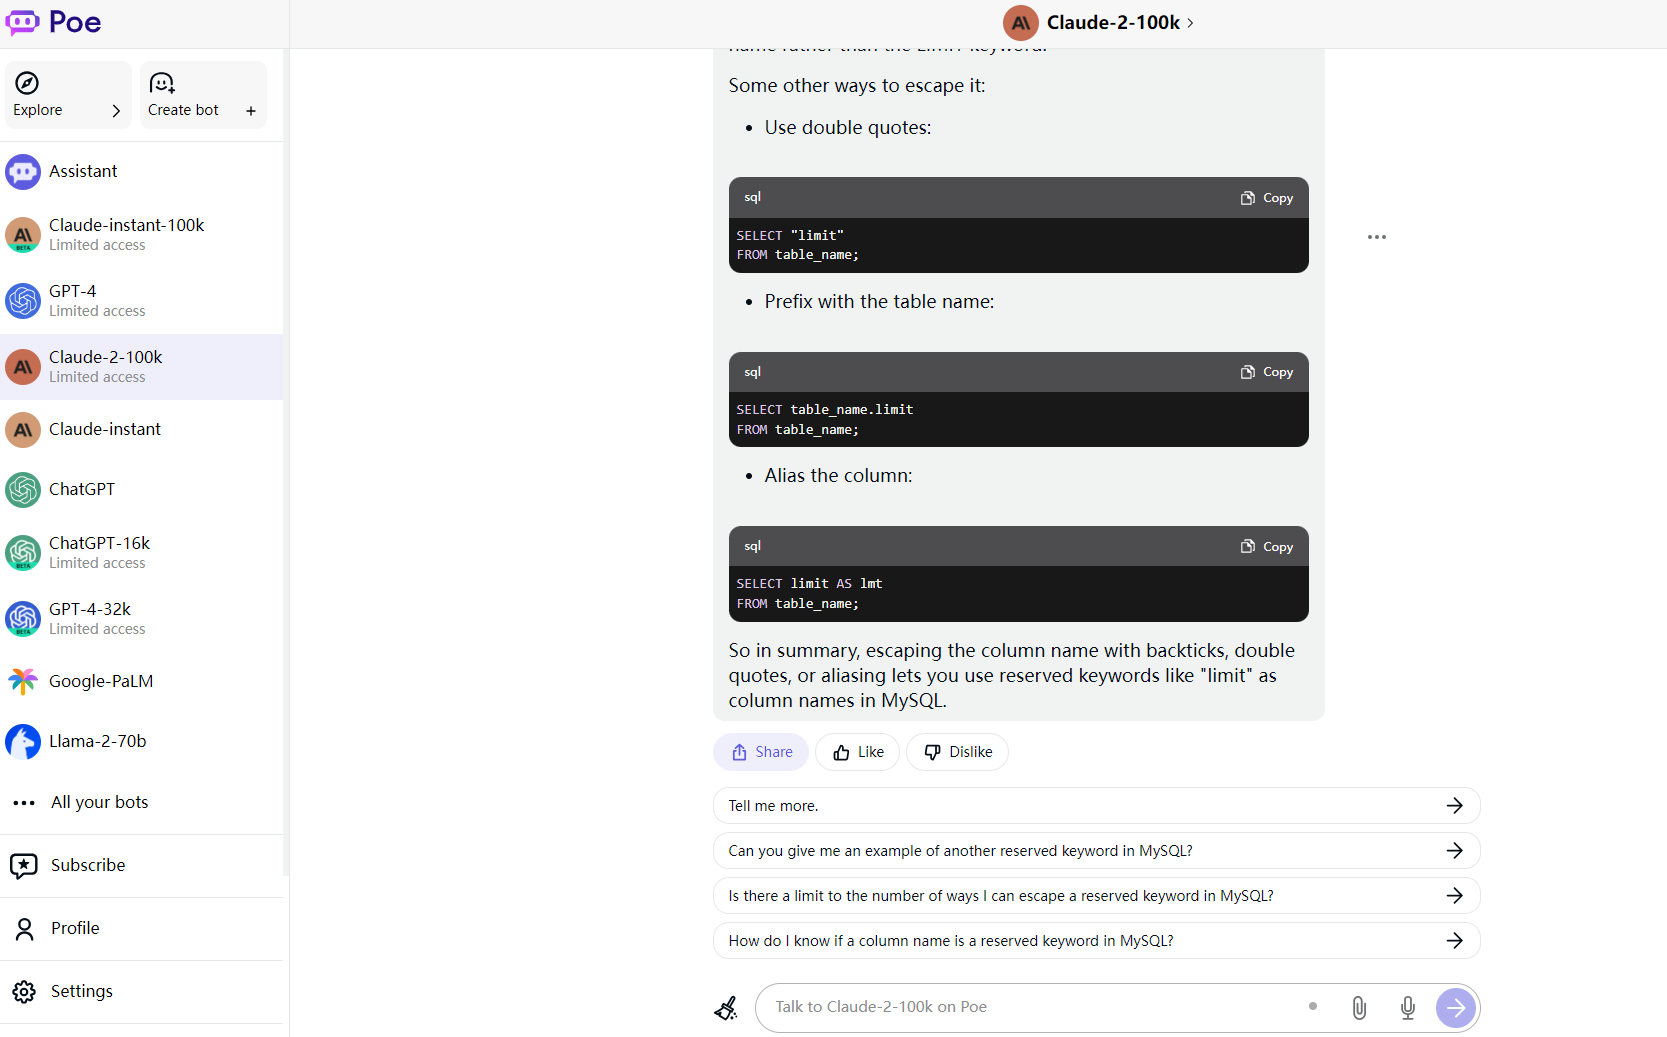 Poe
Claude-2-100k
Explore
Create bot
Assistant
Claude-instant-100k
Limited access
GPT-4
Limited access
Claude-2-100k
Limited access
Claude-instant
ChatGPT
ChatGPT-16k
Limited access
GPT-4-32k
Limited access
Google-PaLM
Llama-2-70b
All your bots
Subscribe
Profile
Settings
name rather than the LIMIT keyword.
Some other ways to escape it:
• Use double quotes:
sql Copy
SELECT "limit"
FROM table_name;
• Prefix with the table name:
sql Copy
SELECT table_name.limit
FROM table_name;
• Alias the column:
sql Copy
SELECT limit AS lmt
FROM table_name;
So in summary, escaping the column name with backticks, double
quotes, or aliasing lets you use reserved keywords like "limit" as
column names in MySQL.
Share Like Dislike
Tell me more.
Can you give me an example of another reserved keyword in MySQL?
Is there a limit to the number of ways I can escape a reserved keyword in MySQL?
How do I know if a column name is a reserved keyword in MySQL?
Talk to Claude-2-100k on Poe